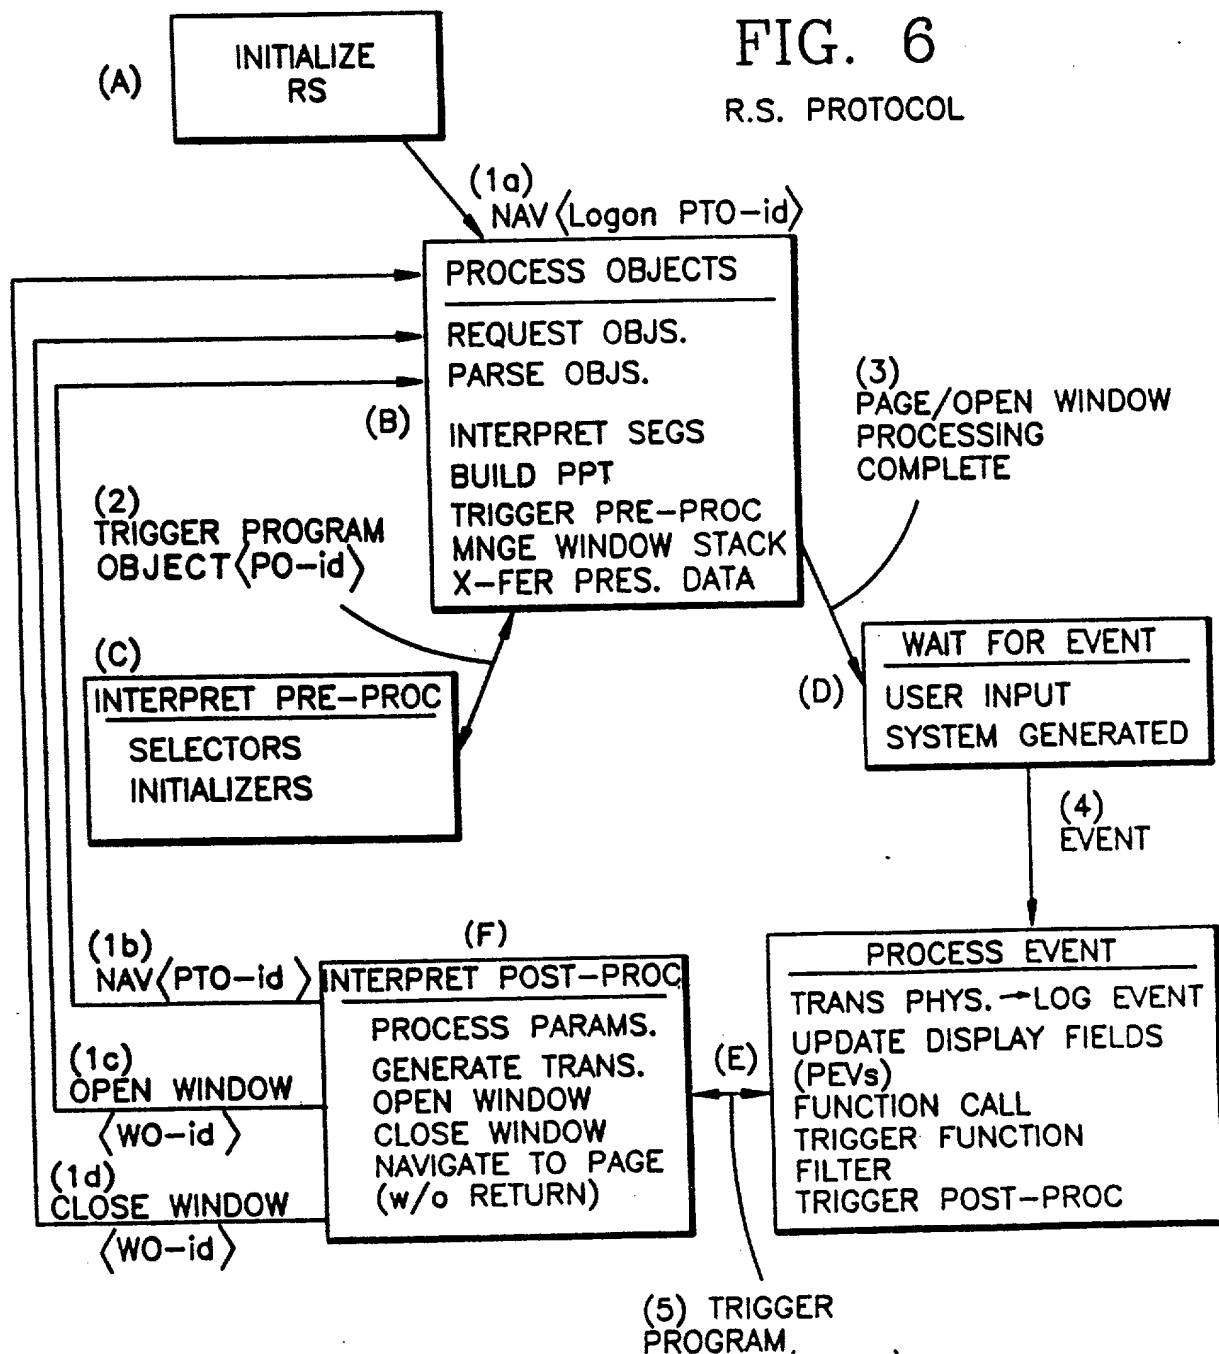 FIG. 6
R.S. PROTOCOL
(A)
INITIALIZE
RS
(1a)
NAV〈Logon PTO-id〉
PROCESS OBJECTS
REQUEST OBJS.
PARSE OBJS.
(B)
INTERPRET SEGS
BUILD PPT
TRIGGER PRE-PROC
MNGE WINDOW STACK
X-FER PRES. DATA
(2)
TRIGGER PROGRAM
OBJECT〈PO-id〉
(3)
PAGE/OPEN WINDOW
PROCESSING
COMPLETE
(C)
INTERPRET PRE-PROC
SELECTORS
INITIALIZERS
(D)
WAIT FOR EVENT
USER INPUT
SYSTEM GENERATED
(4)
EVENT
(1b)
NAV〈PTO-id〉
(1c)
OPEN WINDOW
〈WO-id〉
(1d)
CLOSE WINDOW
〈WO-id〉
(F)
INTERPRET POST-PROC
PROCESS PARAMS.
GENERATE TRANS.
OPEN WINDOW
CLOSE WINDOW
NAVIGATE TO PAGE
(w/o RETURN)
(E)
PROCESS EVENT
TRANS PHYS.→LOG EVENT
UPDATE DISPLAY FIELDS
(PEVs)
FUNCTION CALL
TRIGGER FUNCTION
FILTER
TRIGGER POST-PROC
(5) TRIGGER
PROGRAM